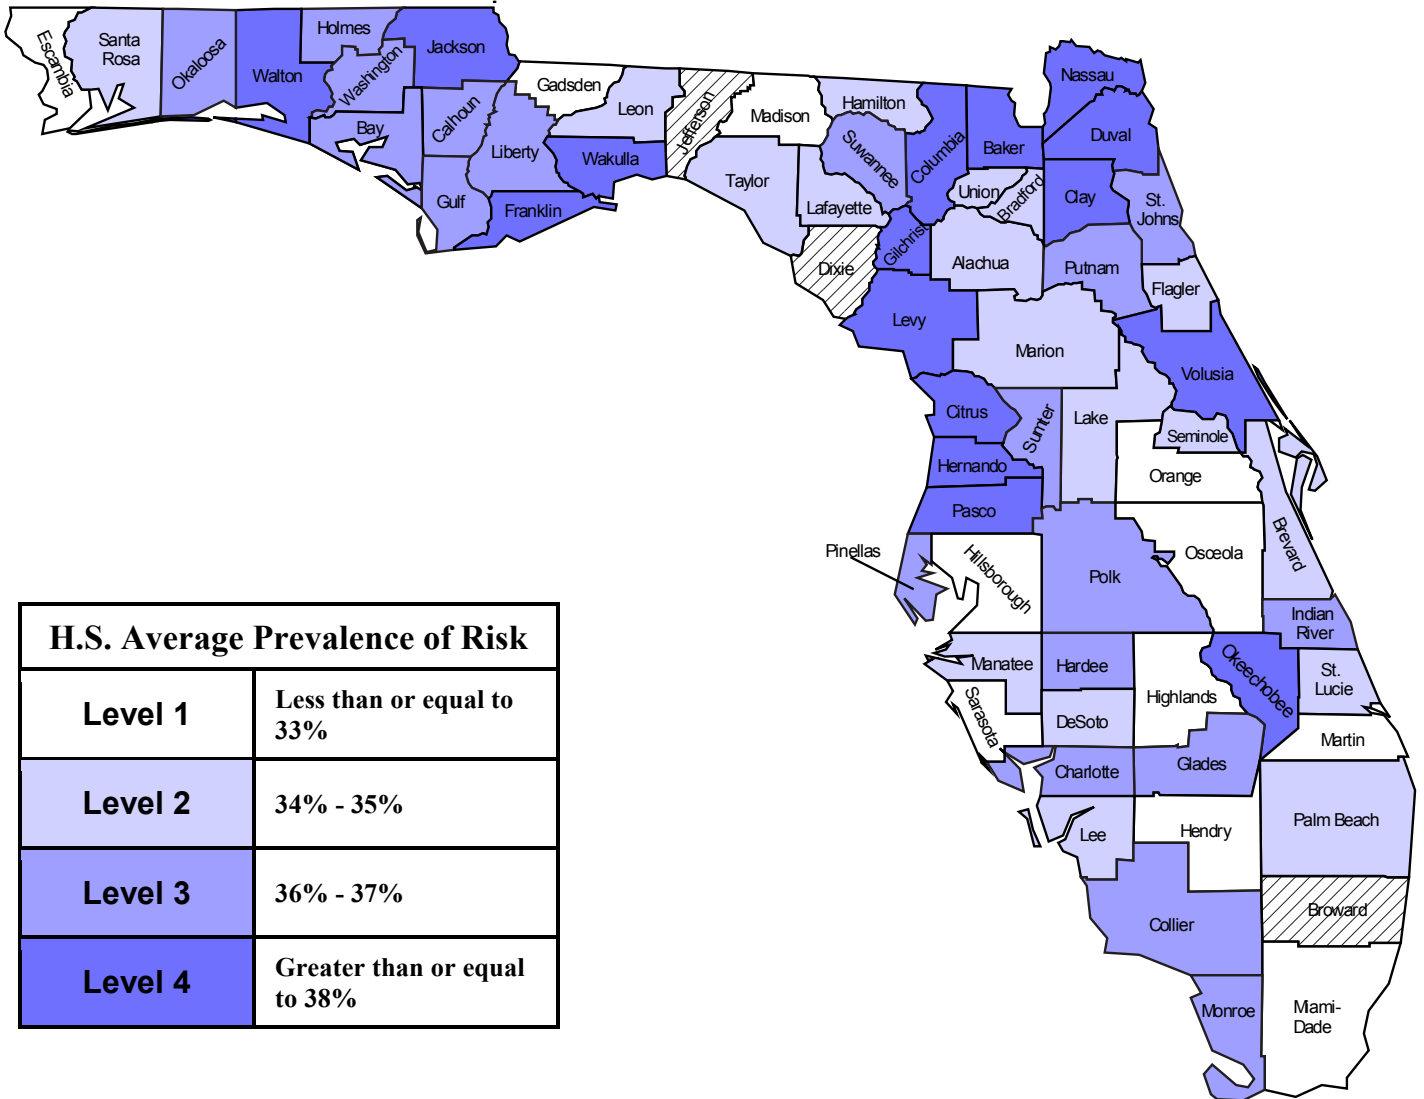 Escambia
Santa
Rosa
Okaloosa
Walton
Holmes
Washington
Jackson
Bay
Calhoun
Gulf
Liberty
Gadsden
Franklin
Wakulla
Leon
Jefferson
Madison
Taylor
Hamilton
Suwannee
Lafayette
Dixie
Columbia
Gilchrist
Baker
Union
Bradford
Alachua
Levy
Nassau
Duval
Clay
St.
Johns
Putnam
Flagler
Marion
Volusia
Citrus
Sumter
Lake
Seminole
Hernando
Orange
Pasco
Brevard
Pinellas
Hillsborough
Polk
Osceola
Indian
River
Manatee
Hardee
Highlands
Okeechobee
St.
Lucie
Sarasota
DeSoto
Martin
Charlotte
Glades
Lee
Hendry
Palm Beach
Collier
Broward
Monroe
Miami-
Dade
H.S. Average Prevalence of Risk
Level 1
Less than or equal to
33%
Level 2
34% - 35%
Level 3
36% - 37%
Level 4
Greater than or equal
to 38%